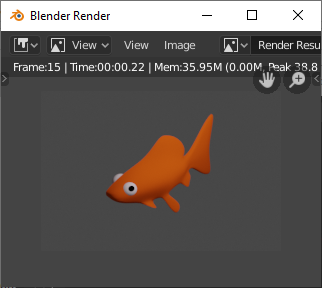 Blender Render
View View Image Render Resu
Frame:15 | Time:00:00.22 | Mem:35.95M (0.00M, Peak 38.8